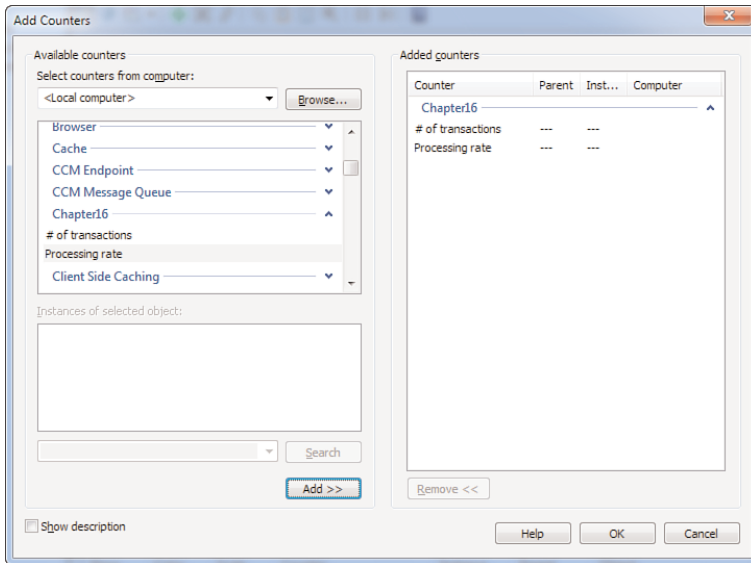 Add Counters
Available counters
Select counters from computer:
<Local computer>
Browse...
Browser
Cache
CCM Endpoint
CCM Message Queue
Chapter16
# of transactions
Processing rate
Client Side Caching
Instances of selected object:
Search
Add >>
Show description
Added counters
Counter Parent Inst... Computer
Chapter16
# of transactions --- ---
Processing rate --- ---
Remove <<
Help OK Cancel